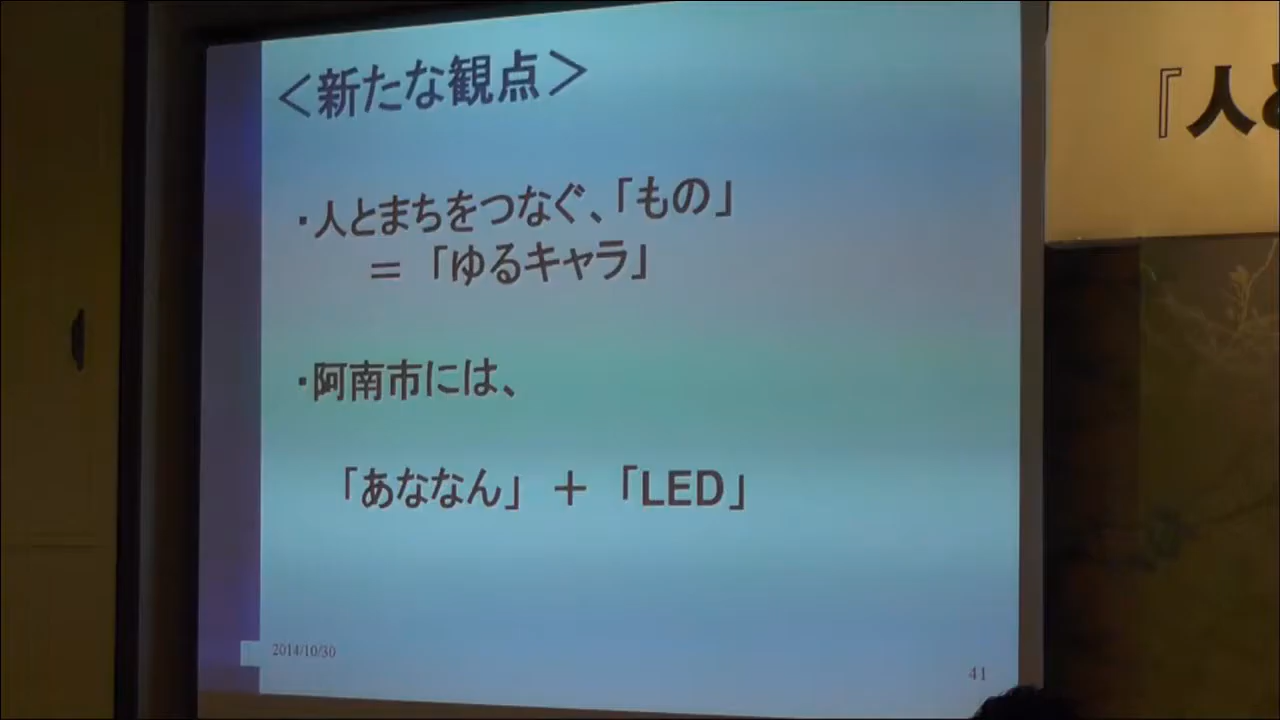 ＜新たな観点＞
・人とまちをつなぐ、「もの」
＝「ゆるキャラ」
・阿南市には、
「あななん」＋「LED」
2014/10/30
41
『人と